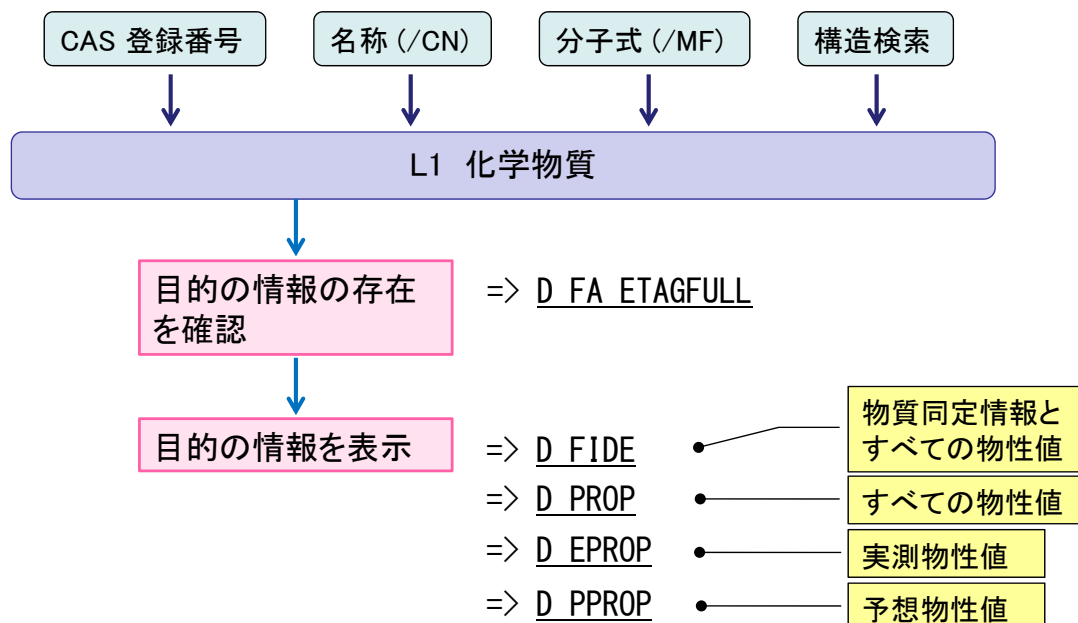 CAS 登録番号
名称 (/CN)
分子式 (/MF)
構造検索
L1 化学物質
目的の情報の存在
を確認
=> D FA ETAGFULL
目的の情報を表示
=> D FIDE
物質同定情報と
すべての物性値
=> D PROP
すべての物性値
=> D EPROP
実測物性値
=> D PPROP
予想物性値